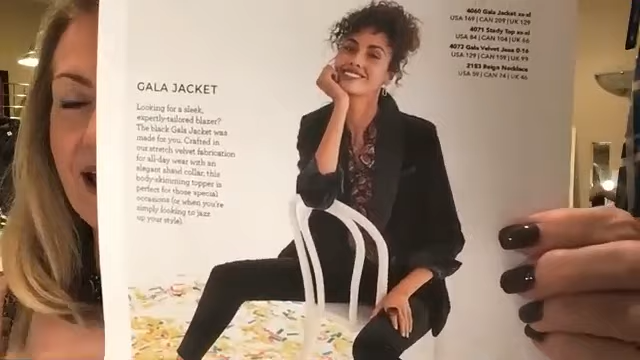 4060 Gala Jacket xs-xl
USA 169 | CAN 209 | UK 129
4071 Study Top xs-xl
USA 84 | CAN 104 | UK 66
4072 Gala Velvet Jean 0-16
USA 129 | CAN 159 | UK 99
2183 Reign Necklace
USA 59 | CAN 74 | UK 46
GALA JACKET
Looking for a sleek,
expertly-tailored blazer?
The black Gala Jacket was
made for you. Crafted in
our stretch velvet fabrication
for all-day wear with an
elegant shawl collar, this
body-skimming topper is
perfect for those special
occasions (or when you're
simply looking to jazz
up your style).